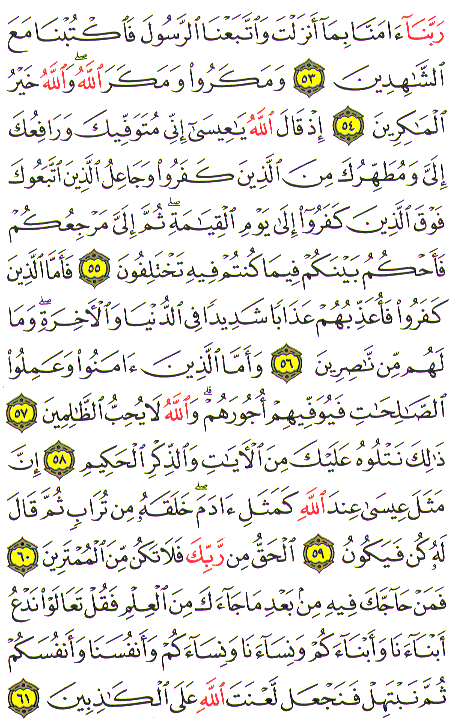 رَبَّنَآ ءَامَنَّا بِمَآ أَنزَلْتَ وَٱتَّبَعْنَا ٱلرَّسُولَ فَٱكْتُبْنَا مَعَ
ٱلشَّٰهِدِينَ ٥٣ وَمَكَرُوا۟ وَمَكَرَ ٱللَّهُ ۖ وَٱللَّهُ خَيْرُ
ٱلْمَٰكِرِينَ ٥٤ إِذْ قَالَ ٱللَّهُ يَٰعِيسَىٰٓ إِنِّى مُتَوَفِّيكَ وَرَافِعُكَ
إِلَىَّ وَمُطَهِّرُكَ مِنَ ٱلَّذِينَ كَفَرُوا۟ وَجَاعِلُ ٱلَّذِينَ ٱتَّبَعُوكَ
فَوْقَ ٱلَّذِينَ كَفَرُوٓا۟ إِلَىٰ يَوْمِ ٱلْقِيَٰمَةِ ۖ ثُمَّ إِلَىَّ مَرْجِعُكُمْ
فَأَحْكُمُ بَيْنَكُمْ فِيمَا كُنتُمْ فِيهِ تَخْتَلِفُونَ ٥٥ فَأَمَّا ٱلَّذِينَ
كَفَرُوا۟ فَأُعَذِّبُهُمْ عَذَابًا شَدِيدًا فِى ٱلدُّنْيَا وَٱلْءَاخِرَةِ ۖ وَمَا
لَهُم مِّن نَّٰصِرِينَ ٥٦ وَأَمَّا ٱلَّذِينَ ءَامَنُوا۟ وَعَمِلُوا۟
ٱلصَّٰلِحَٰتِ فَيُوَفِّيهِمْ أُجُورَهُمْ ۗ وَٱللَّهُ لَا يُحِبُّ ٱلظَّٰلِمِينَ ٥٧
ذَٰلِكَ نَتْلُوهُ عَلَيْكَ مِنَ ٱلْءَايَٰتِ وَٱلذِّكْرِ ٱلْحَكِيمِ ٥٨ إِنَّ
مَثَلَ عِيسَىٰ عِندَ ٱللَّهِ كَمَثَلِ ءَادَمَ ۖ خَلَقَهُۥ مِن تُرَابٍ ثُمَّ قَالَ
لَهُۥ كُن فَيَكُونُ ٥٩ ٱلْحَقُّ مِن رَّبِّكَ فَلَا تَكُن مِّنَ ٱلْمُمْتَرِينَ ٦٠
فَمَنْ حَآجَّكَ فِيهِ مِنۢ بَعْدِ مَا جَآءَكَ مِنَ ٱلْعِلْمِ فَقُلْ تَعَالَوْا۟ نَدْعُ
أَبْنَآءَنَا وَأَبْنَآءَكُمْ وَنِسَآءَنَا وَنِسَآءَكُمْ وَأَنفُسَنَا وَأَنفُسَكُمْ
ثُمَّ نَبْتَهِلْ فَنَجْعَل لَّعْنَتَ ٱللَّهِ عَلَى ٱلْكَٰذِبِينَ ٦١